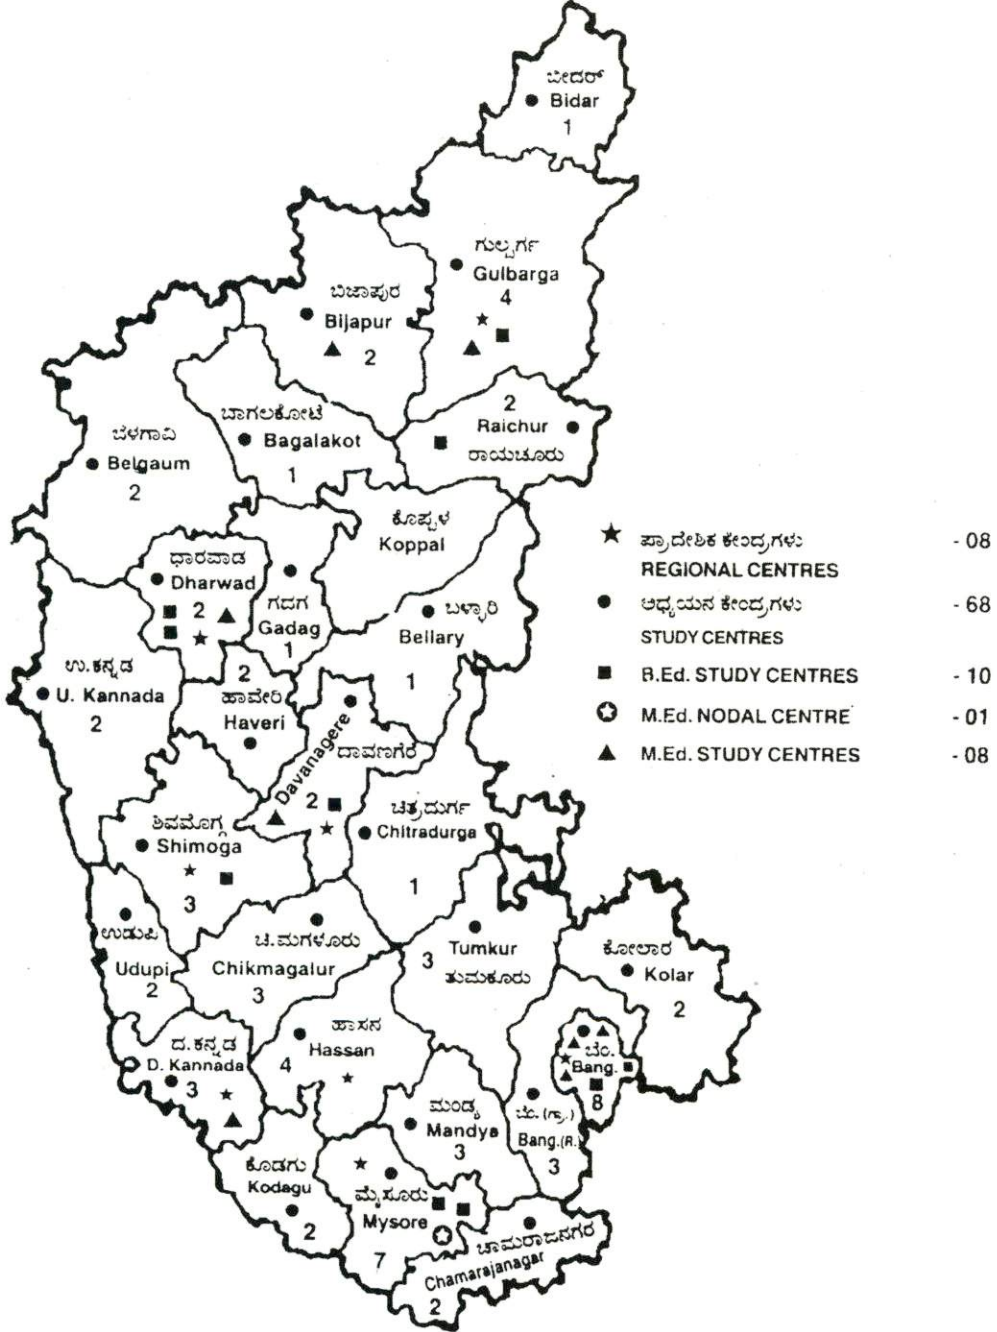 ಬೀದರ್
Bidar
1
ಗುಲ್ಬರ್ಗ
Gulbarga
4
ಬಿಜಾಪುರ
Bijapur
2
2
Raichur
ರಾಯಚೂರು
ಬಾಗಲಕೋಟೆ
Bagalakot
1
ಬೆಳಗಾವಿ
Belgaum
2
ಕೊಪ್ಪಳ
Koppal
ಧಾರವಾಡ
Dharwad
2
ಗದಗ
Gadag
1
ಬಳ್ಳಾರಿ
Bellary
1
ಉ.ಕನ್ನಡ
U. Kannada
2
2
ಹಾವೇರಿ
Haveri
ದಾವಣಗೆರೆ
Davanagere
2
ಚಿತ್ರದುರ್ಗ
Chitradurga
1
ಶಿವಮೊಗ್ಗ
Shimoga
3
ಉಡುಪಿ
Udupi
2
ಚಿ.ಮಗಳೂರು
Chikmagalur
3
3 Tumkur
ತುಮಕೂರು
ಕೋಲಾರ
Kolar
2
ಹಾಸನ
Hassan
4
ದ.ಕನ್ನಡ
D. Kannada
3
ಬೆಂ.
Bang.
8
ಬೆಂ.(ಗ್ರಾ.)
Bang.(R.)
3
ಮಂಡ್ಯ
Mandya
3
ಕೊಡಗು
Kodagu
2
ಮೈಸೂರು
Mysore
7
ಚಾಮರಾಜನಗರ
Chamarajanagar
2
ಪ್ರಾದೇಶಿಕ ಕೇಂದ್ರಗಳು - 08
REGIONAL CENTRES
ಅಧ್ಯಯನ ಕೇಂದ್ರಗಳು - 68
STUDY CENTRES
B.Ed. STUDY CENTRES - 10
M.Ed. NODAL CENTRE - 01
M.Ed. STUDY CENTRES - 08